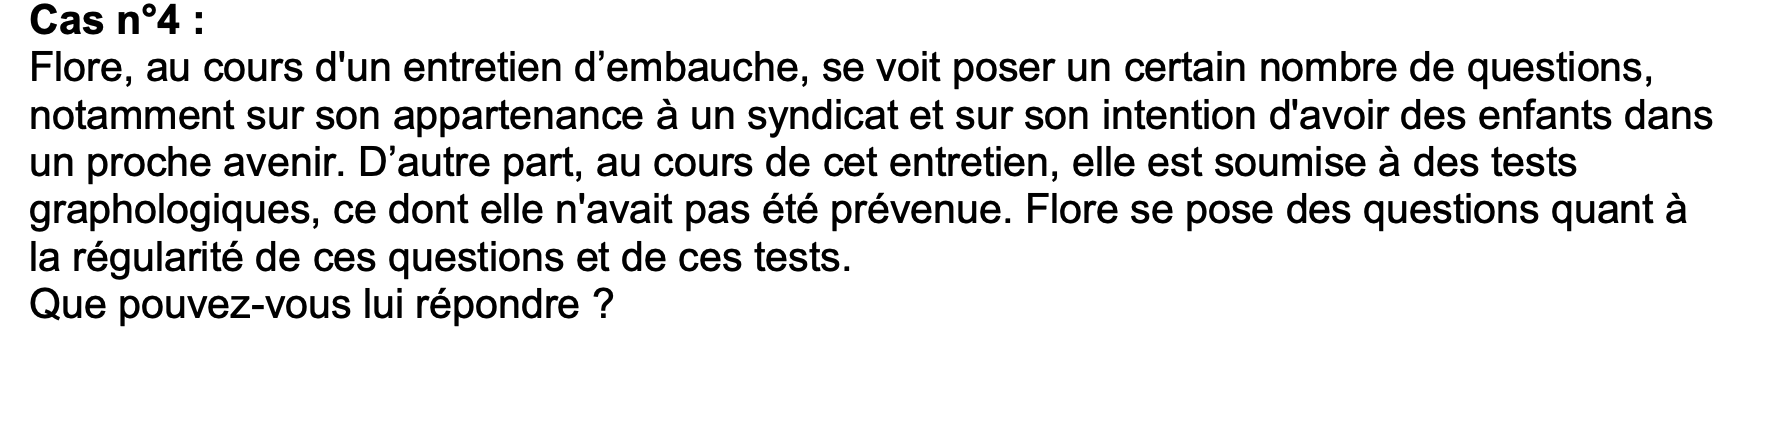 Cas n°4 :
Flore, au cours d'un entretien d’embauche, se voit poser un certain nombre de questions,
notamment sur son appartenance à un syndicat et sur son intention d'avoir des enfants dans
un proche avenir. D’autre part, au cours de cet entretien, elle est soumise à des tests
graphologiques, ce dont elle n'avait pas été prévenue. Flore se pose des questions quant à
la régularité de ces questions et de ces tests.
Que pouvez-vous lui répondre ?